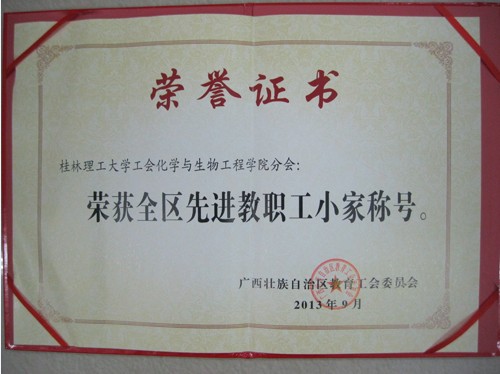 荣誉证书
桂林理工大学工会化学与生物工程学院分会:
荣获全区先进教职工小家称号。
广西壮族自治区教育工会委员会
2013年9月